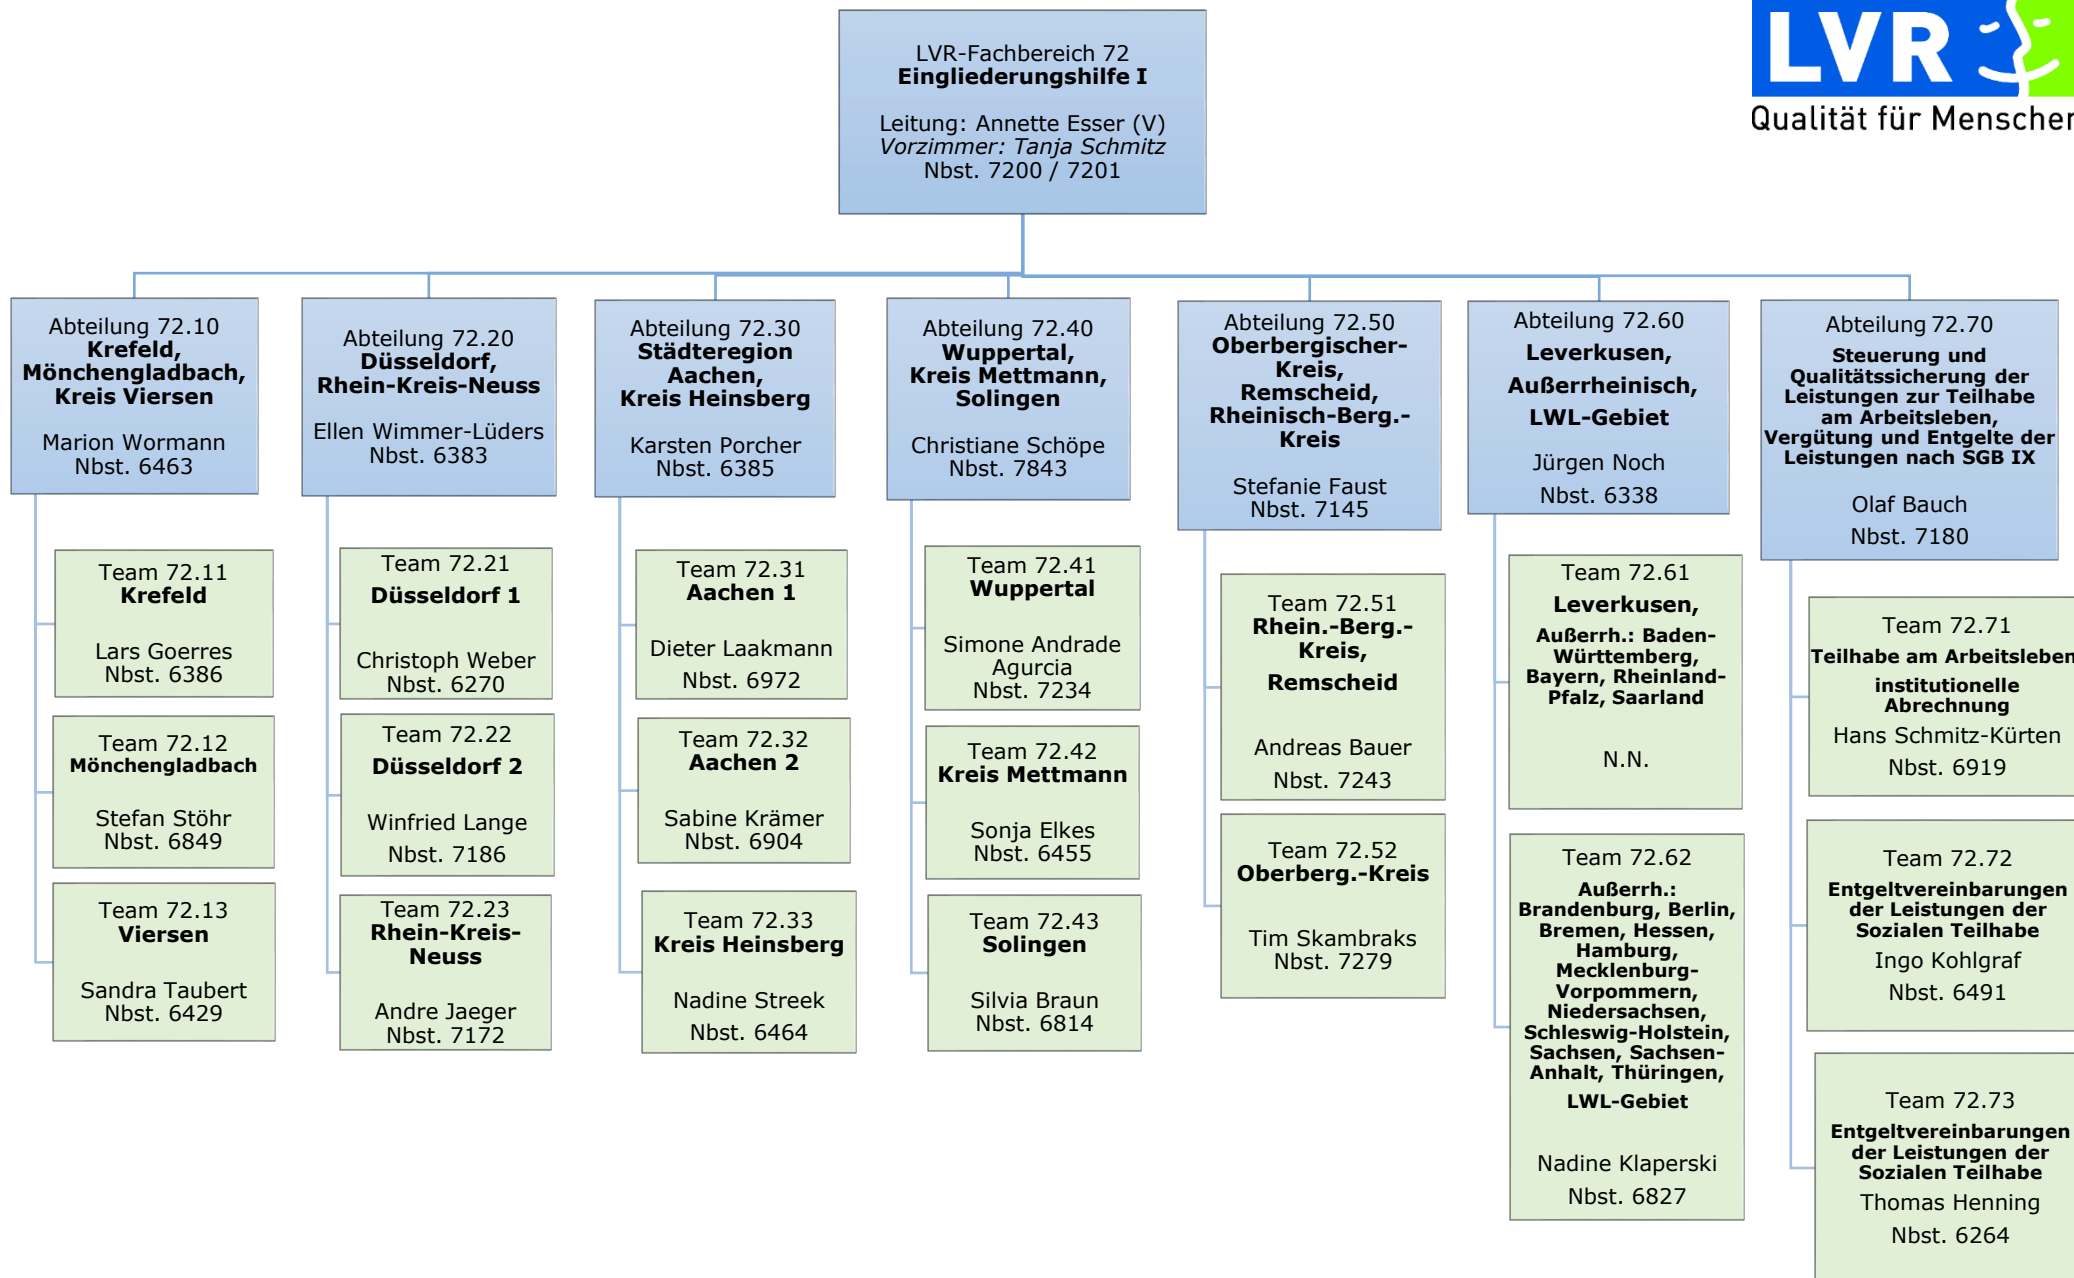 LVR
Qualität für Menschen
LVR-Fachbereich 72
Eingliederungshilfe I
Leitung: Annette Esser (V)
Vorzimmer: Tanja Schmitz
Nbst. 7200 / 7201
Abteilung 72.10
Krefeld,
Mönchengladbach,
Kreis Viersen
Marion Wormann
Nbst. 6463
Team 72.11
Krefeld
Lars Goerres
Nbst. 6386
Team 72.12
Mönchengladbach
Stefan Stöhr
Nbst. 6849
Team 72.13
Viersen
Sandra Taubert
Nbst. 6429
Abteilung 72.20
Düsseldorf,
Rhein-Kreis-Neuss
Ellen Wimmer-Lüders
Nbst. 6383
Team 72.21
Düsseldorf 1
Christoph Weber
Nbst. 6270
Team 72.22
Düsseldorf 2
Winfried Lange
Nbst. 7186
Team 72.23
Rhein-Kreis-
Neuss
Andre Jaeger
Nbst. 7172
Abteilung 72.30
Städteregion
Aachen,
Kreis Heinsberg
Karsten Porcher
Nbst. 6385
Team 72.31
Aachen 1
Dieter Laakmann
Nbst. 6972
Team 72.32
Aachen 2
Sabine Krämer
Nbst. 6904
Team 72.33
Kreis Heinsberg
Nadine Streek
Nbst. 6464
Abteilung 72.40
Wuppertal,
Kreis Mettmann,
Solingen
Christiane Schöpe
Nbst. 7843
Team 72.41
Wuppertal
Simone Andrade
Agurcia
Nbst. 7234
Team 72.42
Kreis Mettmann
Sonja Elkes
Nbst. 6455
Team 72.43
Solingen
Silvia Braun
Nbst. 6814
Abteilung 72.50
Oberbergischer-
Kreis,
Remscheid,
Rheinisch-Berg.-
Kreis
Stefanie Faust
Nbst. 7145
Team 72.51
Rhein.-Berg.-
Kreis,
Remscheid
Andreas Bauer
Nbst. 7243
Team 72.52
Oberberg.-Kreis
Tim Skambraks
Nbst. 7279
Abteilung 72.60
Leverkusen,
Außerrheinisch,
LWL-Gebiet
Jürgen Noch
Nbst. 6338
Team 72.61
Leverkusen,
Außerrh.: Baden-
Württemberg,
Bayern, Rheinland-
Pfalz, Saarland
N.N.
Team 72.62
Außerrh.:
Brandenburg, Berlin,
Bremen, Hessen,
Hamburg,
Mecklenburg-
Vorpommern,
Niedersachsen,
Schleswig-Holstein,
Sachsen, Sachsen-
Anhalt, Thüringen,
LWL-Gebiet
Nadine Klaperski
Nbst. 6827
Abteilung 72.70
Steuerung und
Qualitätssicherung der
Leistungen zur Teilhabe
am Arbeitsleben,
Vergütung und Entgelte der
Leistungen nach SGB IX
Olaf Bauch
Nbst. 7180
Team 72.71
Teilhabe am Arbeitsleben
institutionelle
Abrechnung
Hans Schmitz-Kürten
Nbst. 6919
Team 72.72
Entgeltvereinbarungen
der Leistungen der
Sozialen Teilhabe
Ingo Kohlgraf
Nbst. 6491
Team 72.73
Entgeltvereinbarungen
der Leistungen der
Sozialen Teilhabe
Thomas Henning
Nbst. 6264